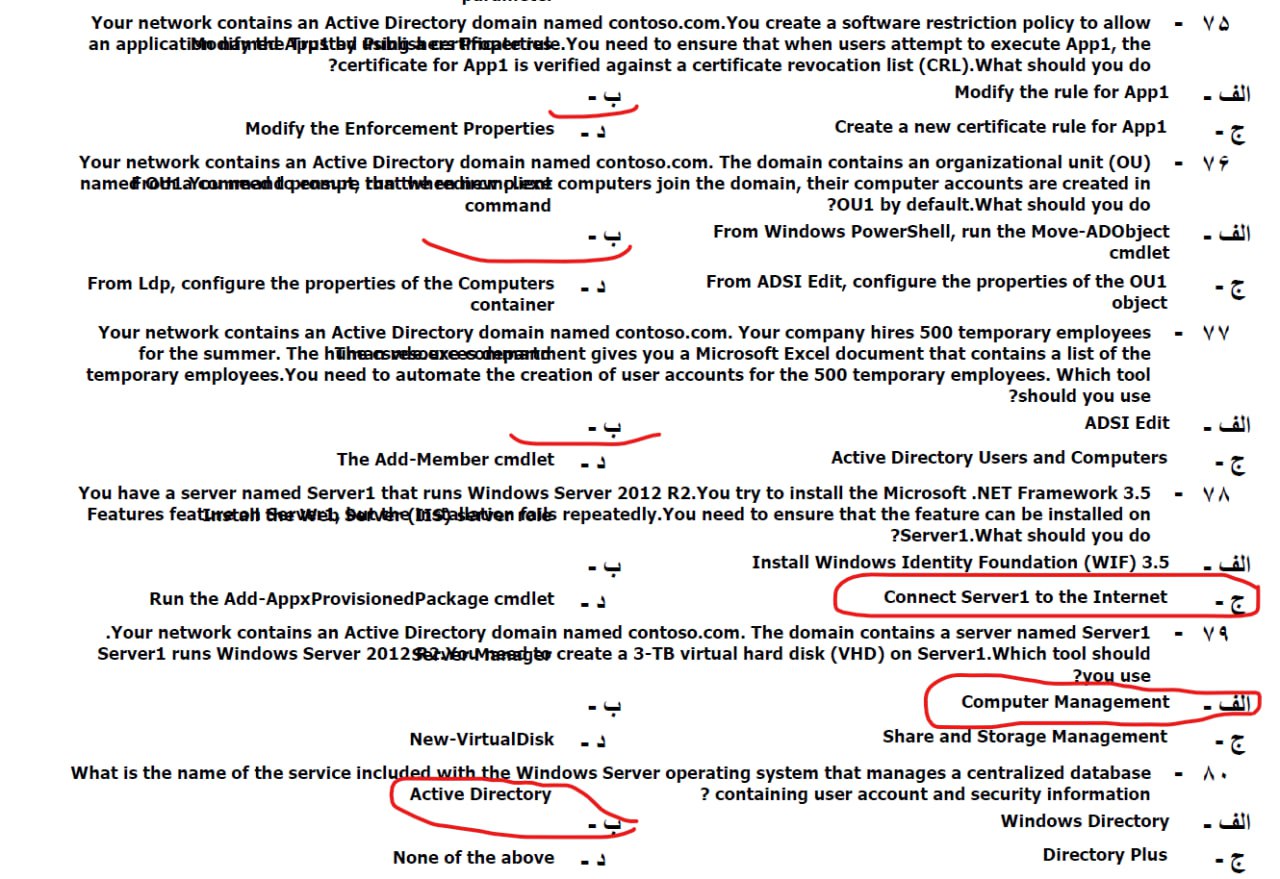 ۷۵ - Your network contains an Active Directory domain named contoso.com.You create a software restriction policy to allow
an application named App1 by using a certificate rule.You need to ensure that when users attempt to execute App1, the
certificate for App1 is verified against a certificate revocation list (CRL).What should you do?
الف - Modify the rule for App1
ب - Modify the Trusted Publishers Properties
ج - Create a new certificate rule for App1
د - Modify the Enforcement Properties
۷۶ - Your network contains an Active Directory domain named contoso.com. The domain contains an organizational unit (OU)
named OU1.You need to ensure that when new client computers join the domain, their computer accounts are created in
OU1 by default.What should you do?
الف - From Windows PowerShell, run the Move-ADObject
cmdlet
ب - From a command prompt, run the redircmp.exe
command
ج - From ADSI Edit, configure the properties of the OU1
object
د - From Ldp, configure the properties of the Computers
container
۷۷ - Your network contains an Active Directory domain named contoso.com. Your company hires 500 temporary employees
for the summer. The human resources department gives you a Microsoft Excel document that contains a list of the
temporary employees.You need to automate the creation of user accounts for the 500 temporary employees. Which tool
should you use?
الف - ADSI Edit
ب - The csvde.exe command
ج - Active Directory Users and Computers
د - The Add-Member cmdlet
۷۸ - You have a server named Server1 that runs Windows Server 2012 R2.You try to install the Microsoft .NET Framework 3.5
Features feature on Server1, but the installation fails repeatedly.You need to ensure that the feature can be installed on
Server1.What should you do?
الف - Install Windows Identity Foundation (WIF) 3.5
ب - Install the Web Server (IIS) server role
ج - Connect Server1 to the Internet
د - Run the Add-AppxProvisionedPackage cmdlet
۷۹ - Your network contains an Active Directory domain named contoso.com. The domain contains a server named Server1.
Server1 runs Windows Server 2012 R2.You need to create a 3-TB virtual hard disk (VHD) on Server1.Which tool should
you use?
الف - Computer Management
ب - Server Manager
ج - Share and Storage Management
د - New-VirtualDisk
۸۰ - What is the name of the service included with the Windows Server operating system that manages a centralized database
containing user account and security information ?
الف - Windows Directory
ب - Active Directory
ج - Directory Plus
د - None of the above